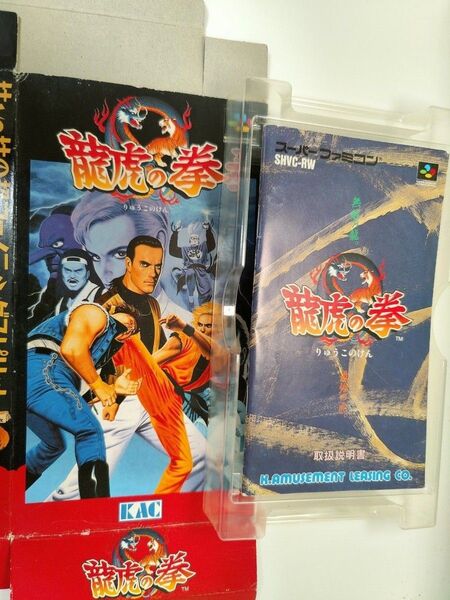 龍虎の拳
りゅうこのけん
KAC
龍虎の拳
TM
スーパーファミコン
SHVC-RW
龍虎の拳
TM
りゅうこのけん
取扱説明書
K.AMUSEMENT LEASING CO.